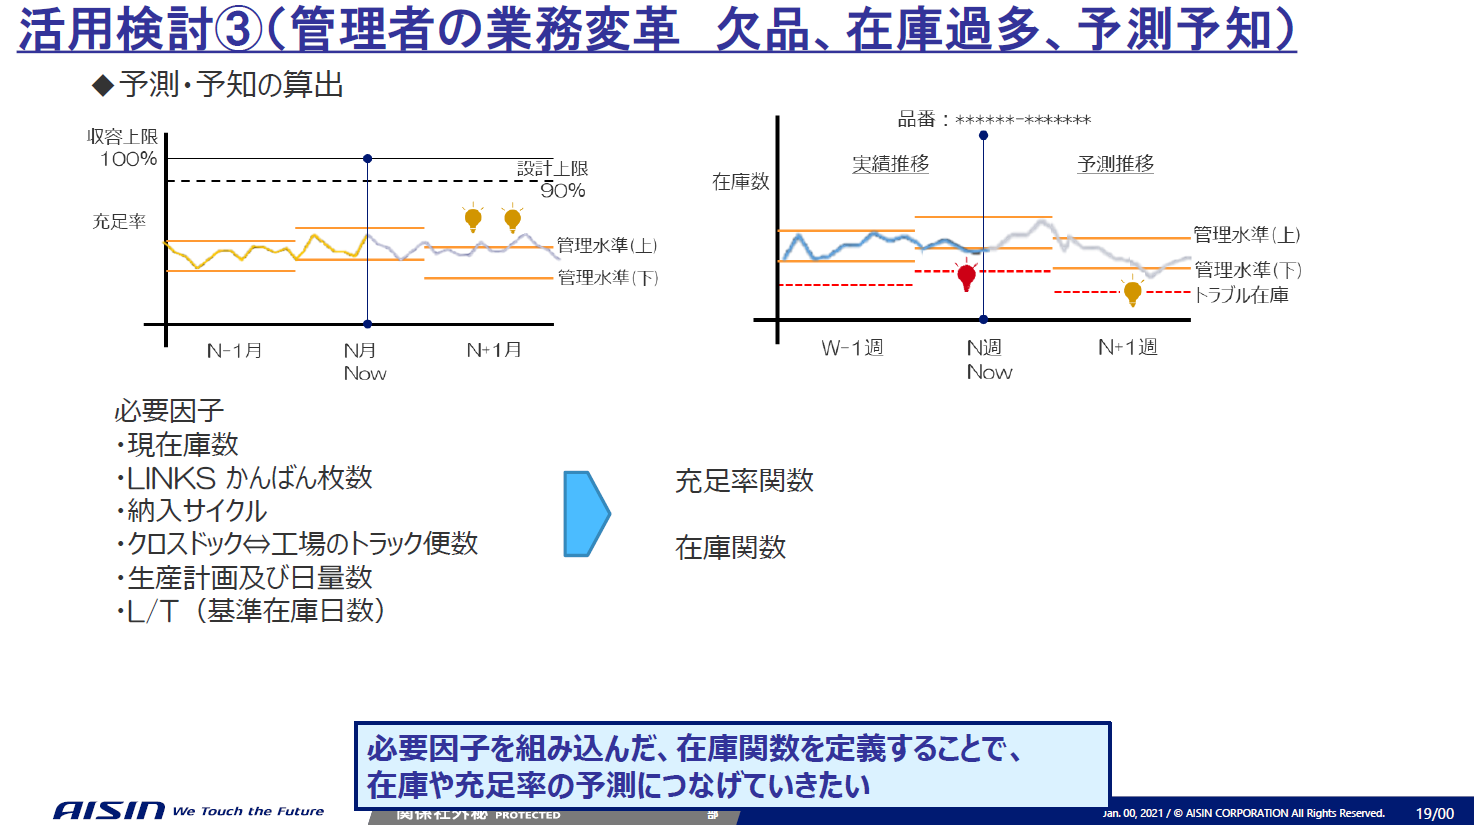 活用検討③(管理者の業務変革　欠品、在庫過多、予測予知)
◆予測・予知の算出
収容上限
100%
設計上限
90%
充足率
管理水準(上)
管理水準(下)
N-1月
N月
N+1月
Now
品番：******-*******
実績推移
予測推移
在庫数
管理水準(上)
管理水準(下)
トラブル在庫
W-1週
N週
N+1週
Now
必要因子
・現在庫数
・LINKS かんばん枚数
・納入サイクル
・クロスドック⇔工場のトラック便数
・生産計画及び日量数
・L/T（基準在庫日数）
充足率関数
在庫関数
必要因子を組み込んだ、在庫関数を定義することで、
在庫や充足率の予測につなげていきたい
AISIN We Touch the Future
関係社外秘 PROTECTED
部
Jan. 00, 2021 / © AISIN CORPORATION All Rights Reserved.
19/00